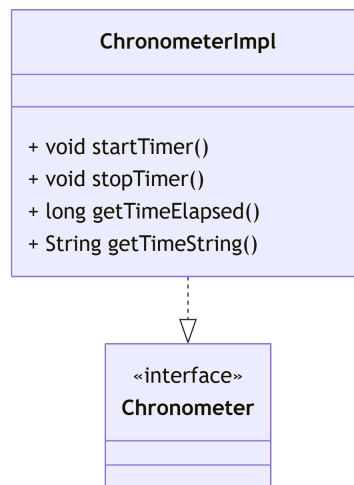 ChronometerImpl
+ void startTimer()
+ void stopTimer()
+ long getTimeElapsed()
+ String getTimeString()
«interface»
Chronometer